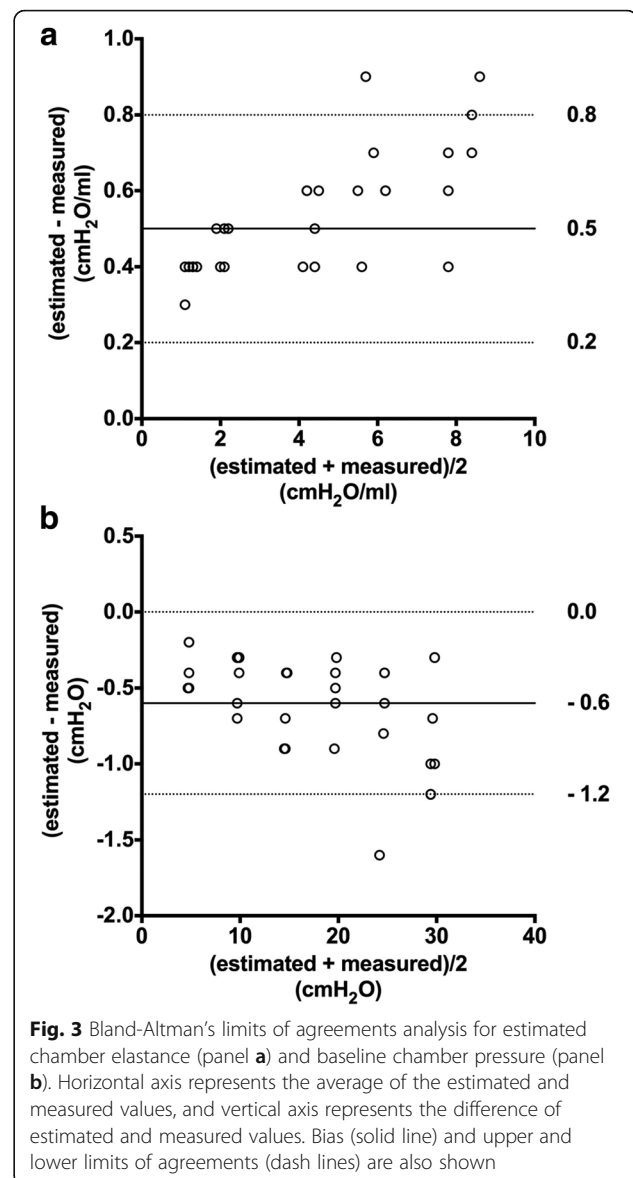 a
1.0
0.8
0.6
0.4
0.2
0.0
(estimated - measured)
(cmH₂O/ml)
0.8
0.5
0.2
0 2 4 6 8 10
(estimated + measured)/2
(cmH₂O/ml)
b
0.5
0.0
-0.5
-1.0
-1.5
-2.0
(estimated - measured)
(cmH₂O)
0.0
- 0.6
- 1.2
0 10 20 30 40
(estimated + measured)/2
(cmH₂O)
Fig. 3 Bland-Altman's limits of agreements analysis for estimated
chamber elastance (panel a) and baseline chamber pressure (panel
b). Horizontal axis represents the average of the estimated and
measured values, and vertical axis represents the difference of
estimated and measured values. Bias (solid line) and upper and
lower limits of agreements (dash lines) are also shown